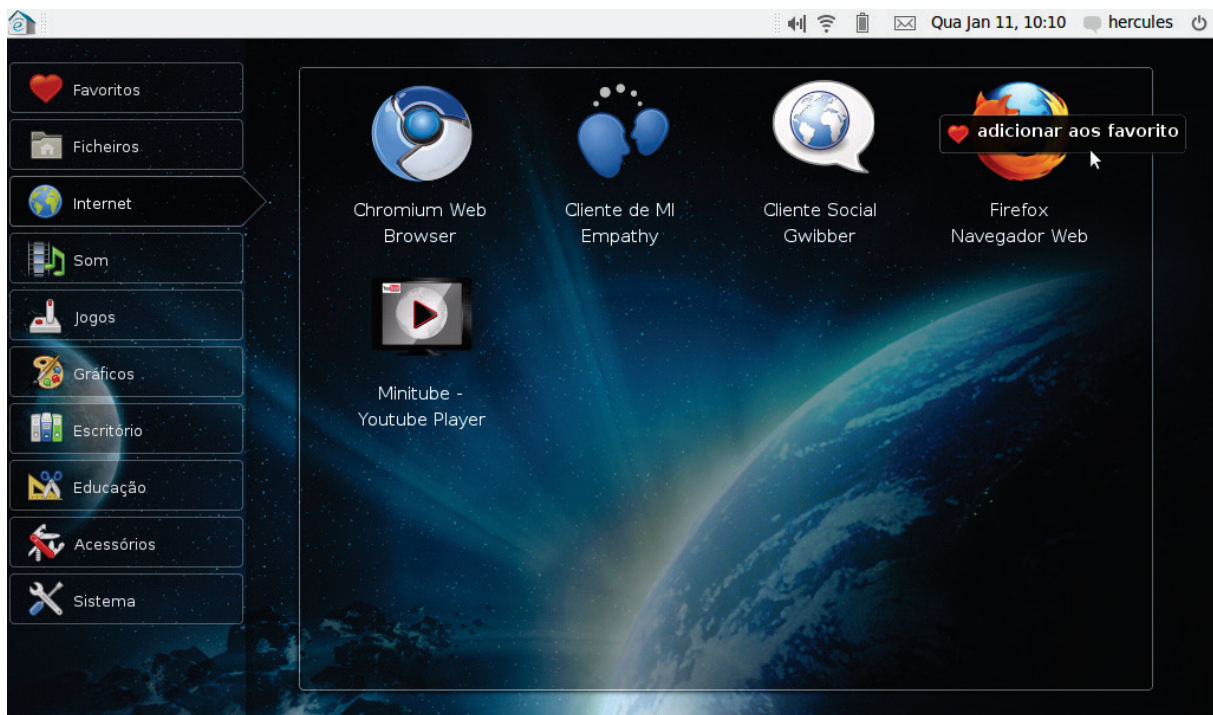 Qua Jan 11, 10:10 hercules
Favoritos
Ficheiros
Internet
Som
Jogos
Gráficos
Escritório
Educação
Acessórios
Sistema
Chromium Web
Browser
Cliente de MI
Empathy
Cliente Social
Gwibber
adicionar aos favorito
Firefox
Navegador Web
Minitube -
Youtube Player